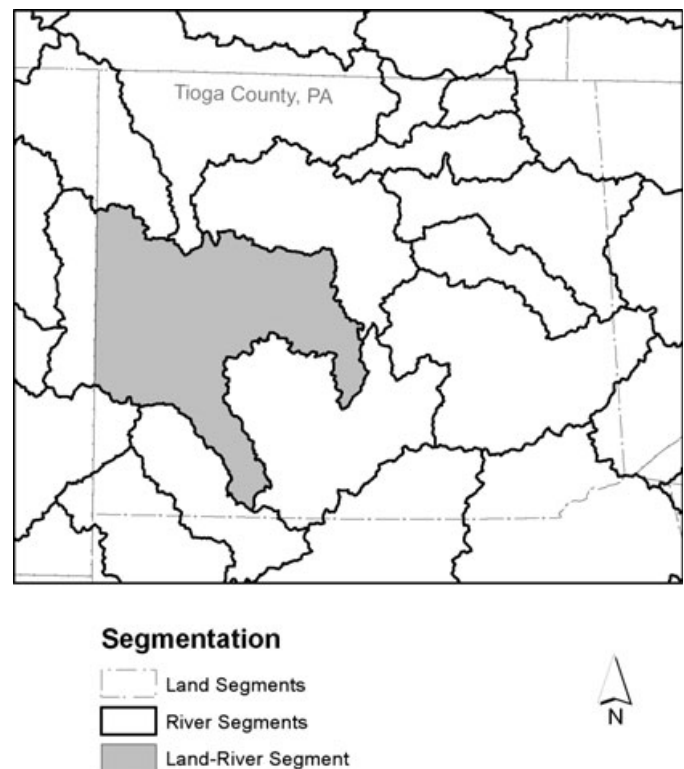 Tioga County, PA
Segmentation
Land Segments
River Segments
Land-River Segment
N